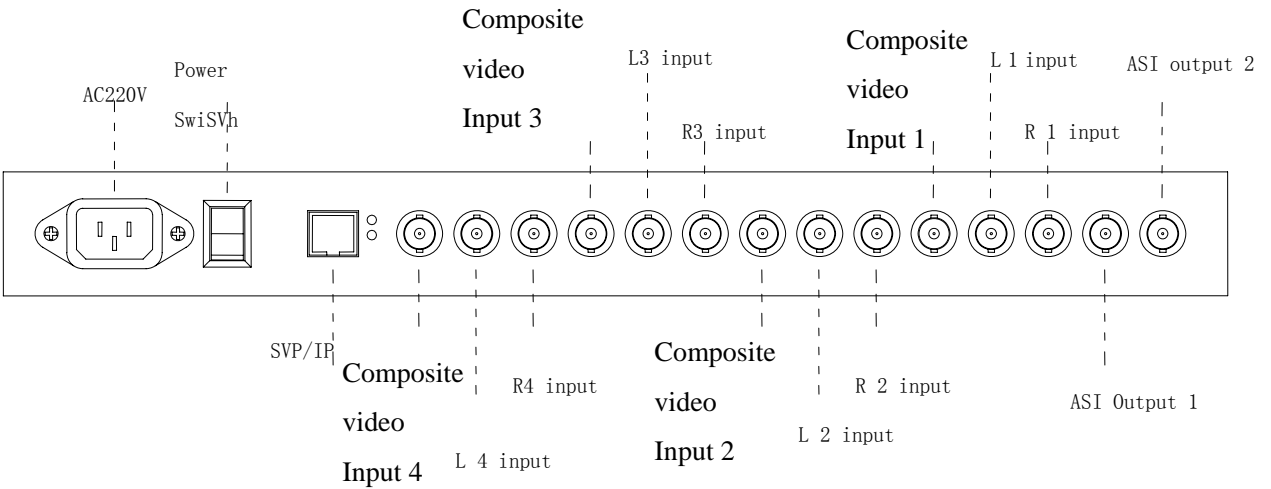 Composite
video
Input 3
L3 input
R3 input
Composite
video
Input 1
L 1 input
R 1 input
ASI output 2
Power
SwiSVh
AC220V
SVP/IP
Composite
video
Input 4
L 4 input
R4 input
Composite
video
Input 2
L 2 input
R 2 input
ASI Output 1